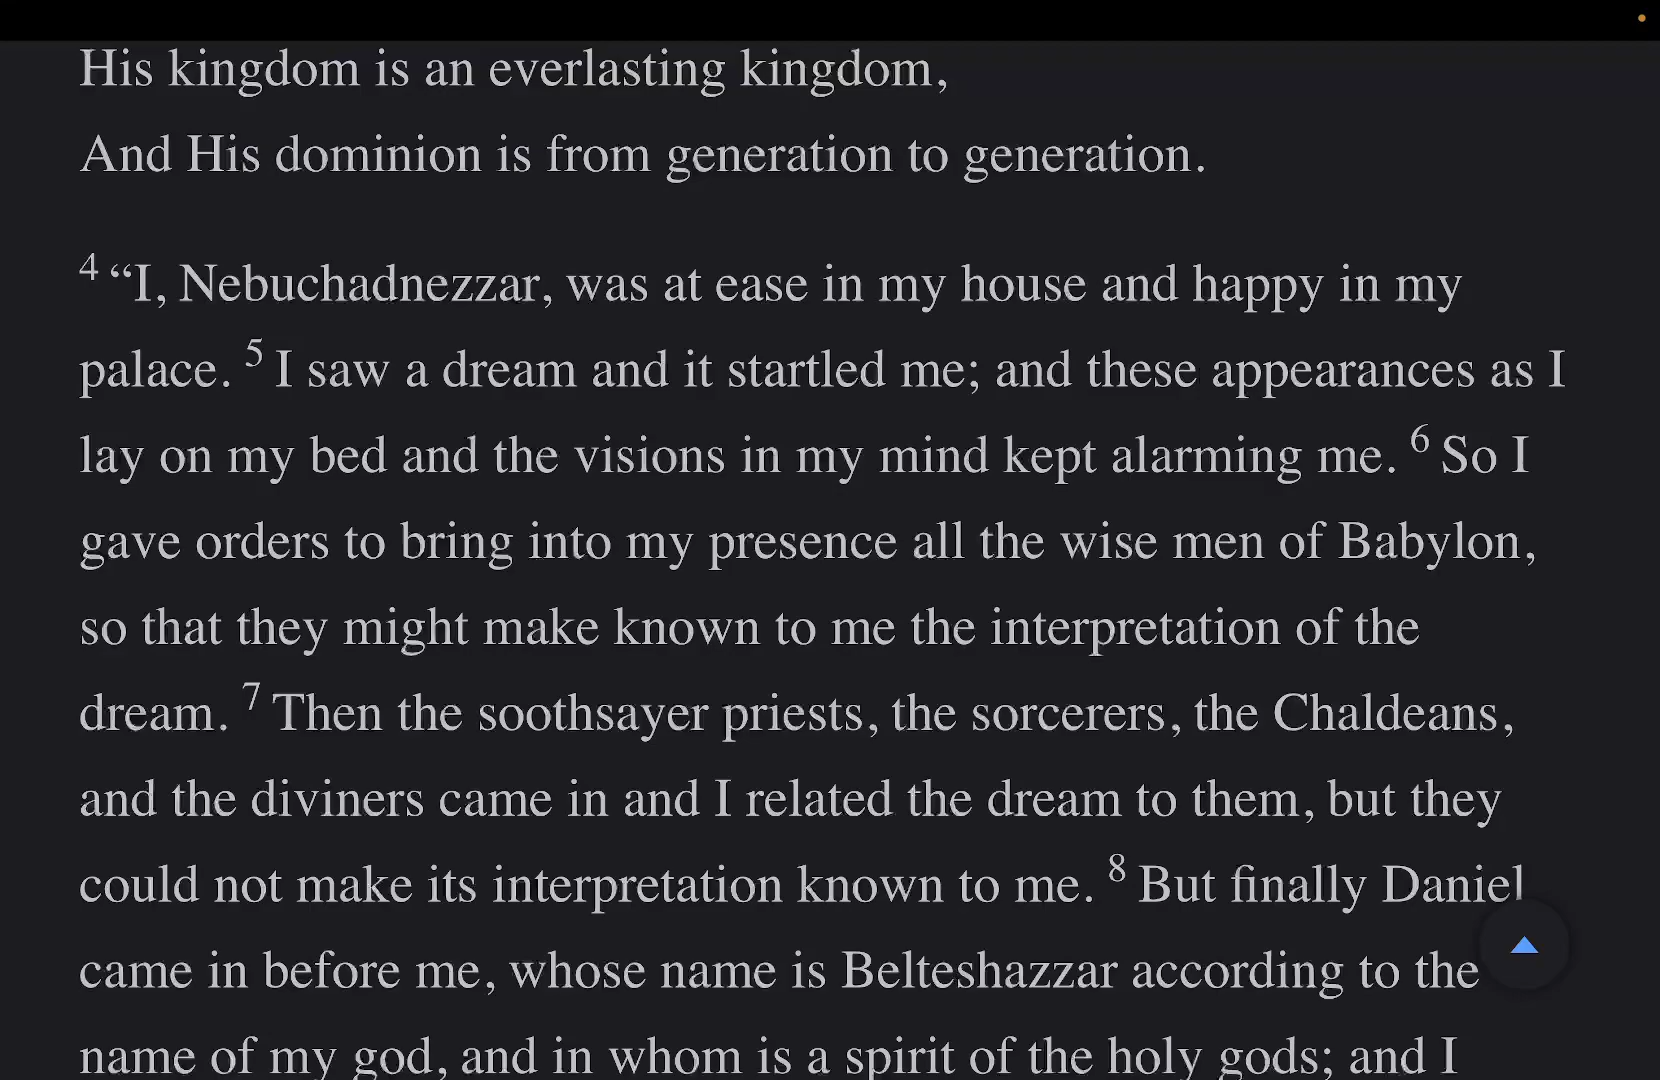 His kingdom is an everlasting kingdom,
And His dominion is from generation to generation.
4 “I, Nebuchadnezzar, was at ease in my house and happy in my
palace. 5 I saw a dream and it startled me; and these appearances as I
lay on my bed and the visions in my mind kept alarming me. 6 So I
gave orders to bring into my presence all the wise men of Babylon,
so that they might make known to me the interpretation of the
dream. 7 Then the soothsayer priests, the sorcerers, the Chaldeans,
and the diviners came in and I related the dream to them, but they
could not make its interpretation known to me. 8 But finally Daniel
came in before me, whose name is Belteshazzar according to the
name of my god, and in whom is a spirit of the holy gods; and I